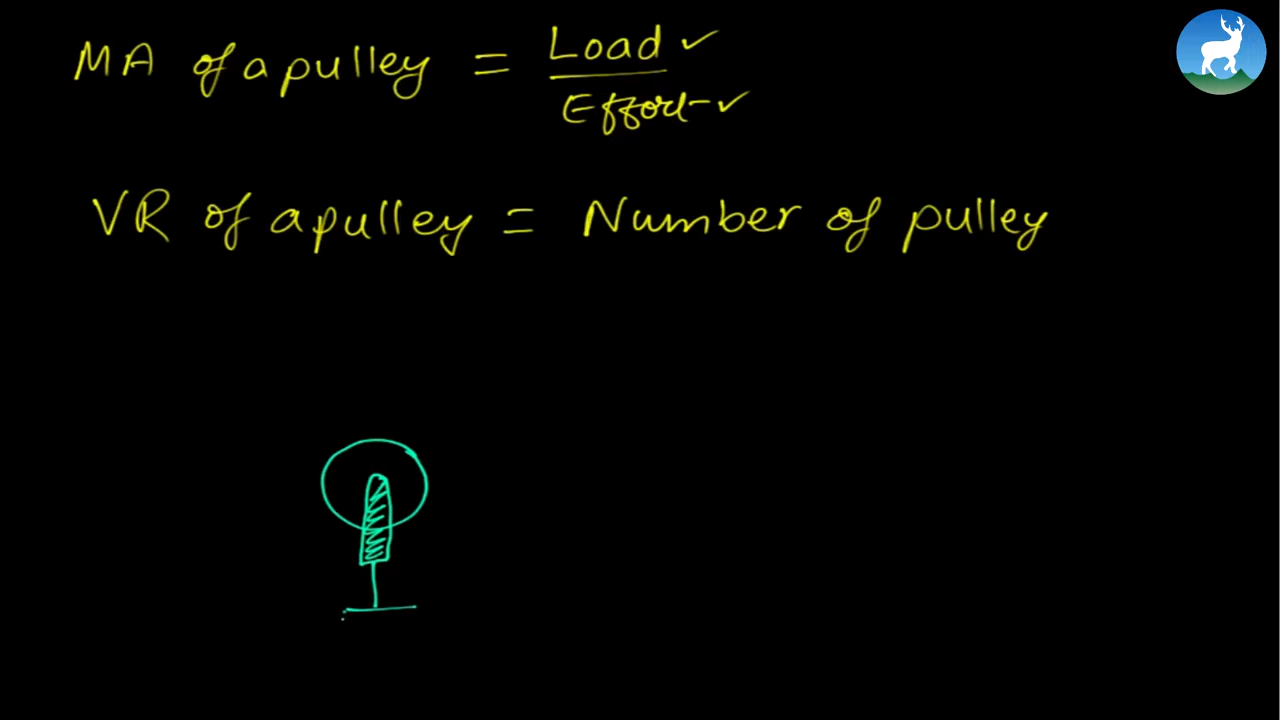 MA of a pulley = Load ✓
Effort ✓
VR of a pulley = Number of pulley